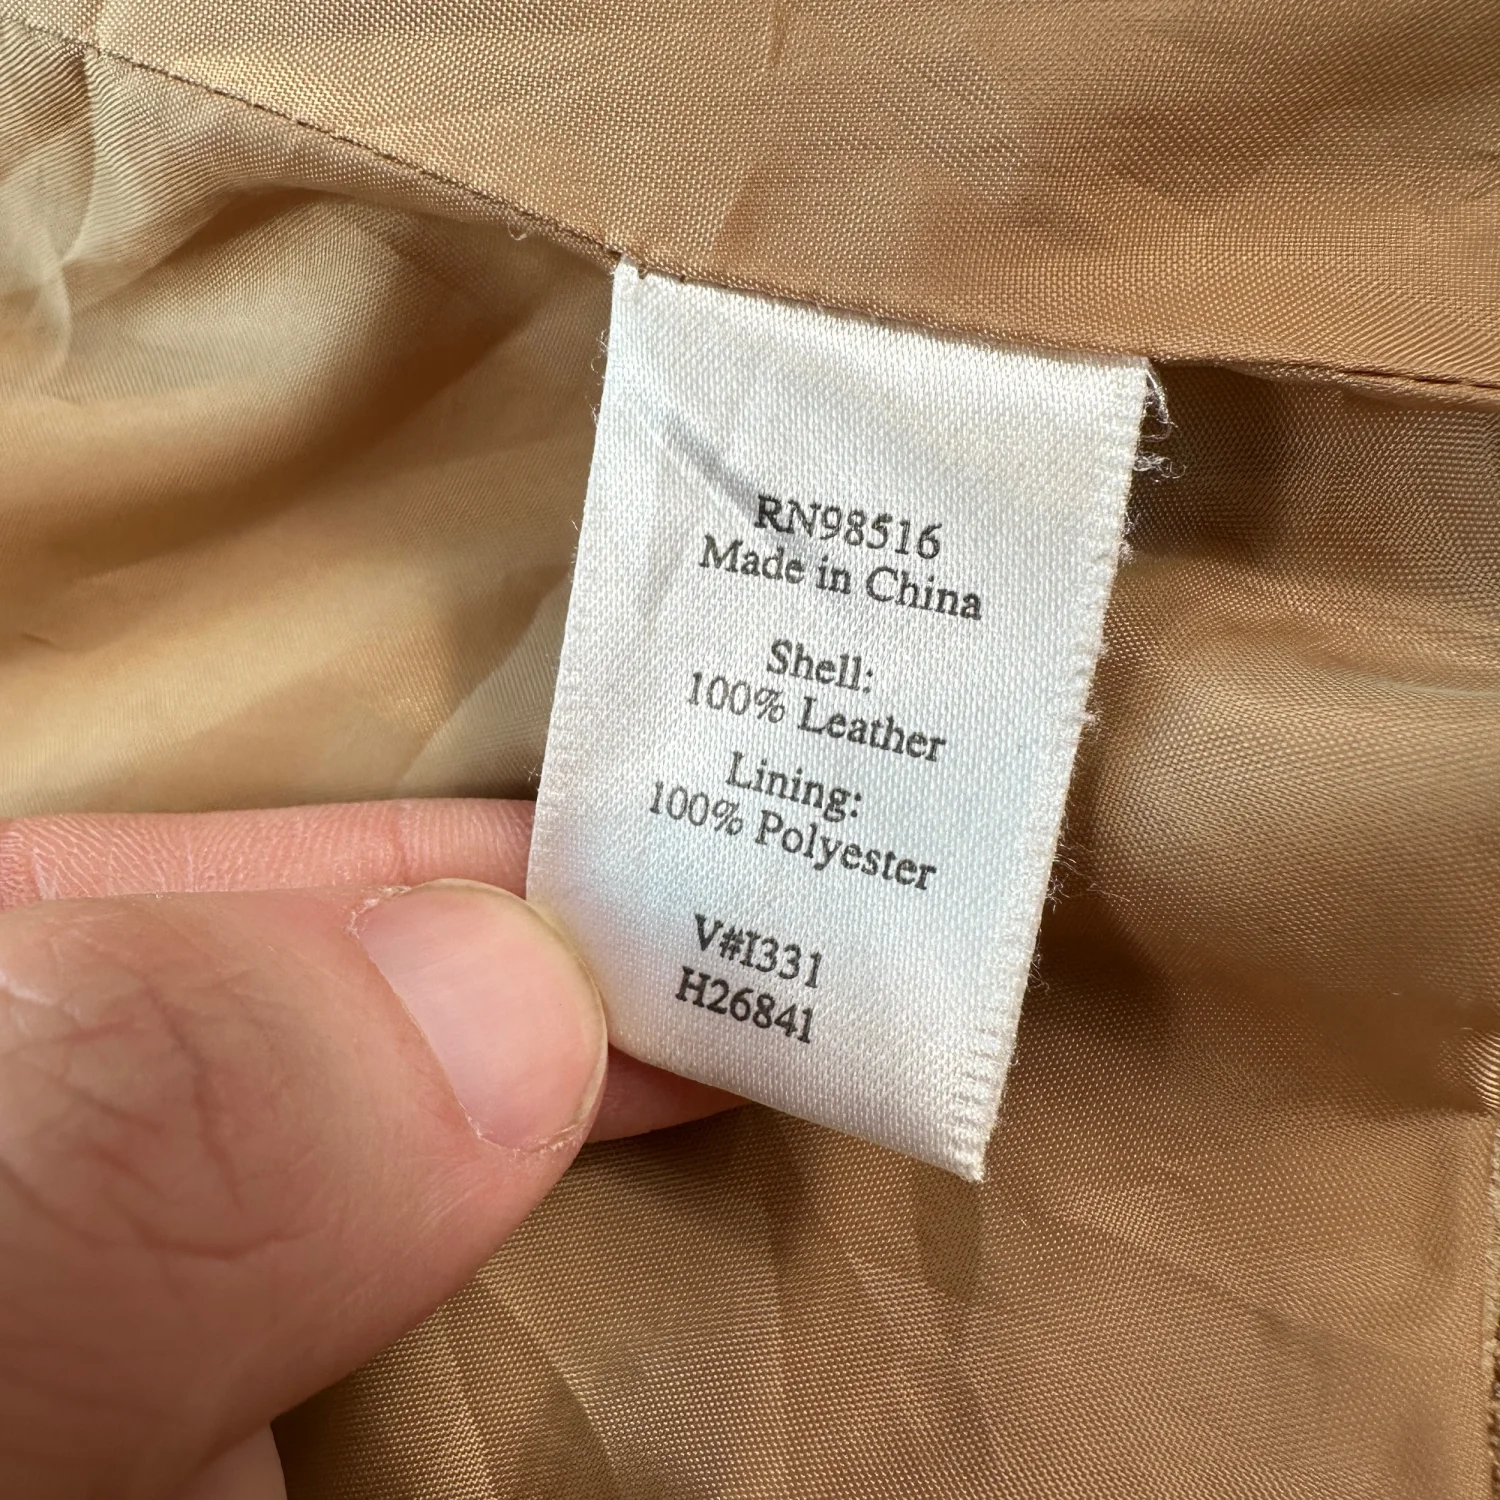 RN98516
Made in China
Shell:
100% Leather
Lining:
100% Polyester
V#I331
H26841